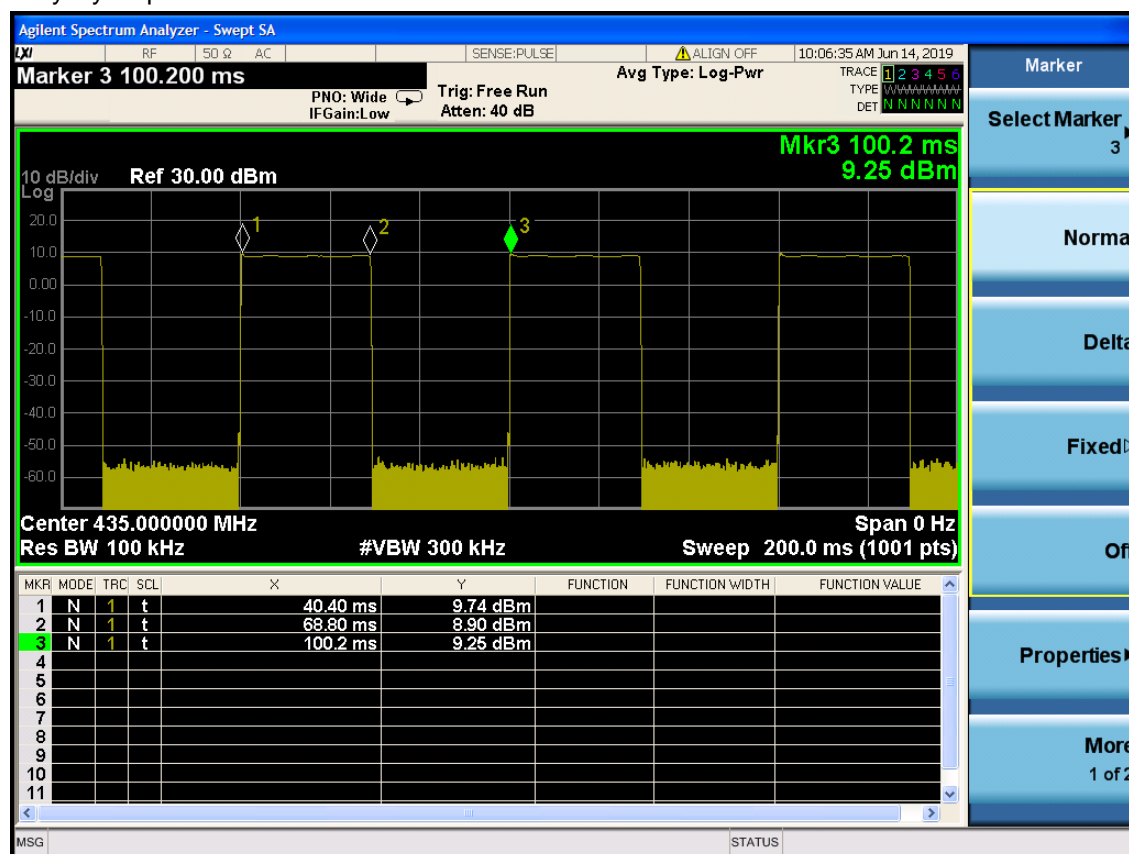 Agilent Spectrum Analyzer - Swept SA
LXI RF 50 Ω AC SENSE:PULSE ALIGN OFF 10:06:35 AM Jun 14, 2019
Marker 3 100.200 ms
PNO: Wide
IFGain:Low
Trig: Free Run
Atten: 40 dB
Avg Type: Log-Pwr
TRACE 1 2 3 4 5 6
TYPE
DET N N N N N N
Mkr3 100.2 ms
9.25 dBm
10 dB/div Ref 30.00 dBm
Log
20.0
10.0
0.00
-10.0
-20.0
-30.0
-40.0
-50.0
-60.0
1
2
3
Center 435.000000 MHz Span 0 Hz
Res BW 100 kHz #VBW 300 kHz Sweep 200.0 ms (1001 pts)
MKR MODE TRC SCL X Y FUNCTION FUNCTION WIDTH FUNCTION VALUE
1 N 1 t 40.40 ms 9.74 dBm
2 N 1 t 68.80 ms 8.90 dBm
3 N 1 t 100.2 ms 9.25 dBm
4
5
6
7
8
9
10
11
MSG STATUS
Marker
Select Marker
3
Norma
Delta
Fixed
Of
Properties
More
1 of 2